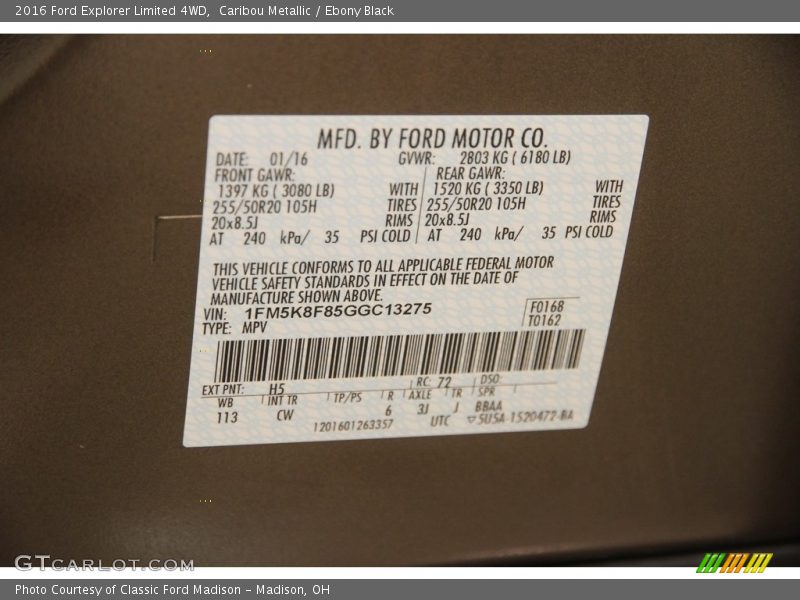 2016 Ford Explorer Limited 4WD, Caribou Metallic / Ebony Black
MFD. BY FORD MOTOR CO.
DATE: 01/16 GVWR: 2803 KG ( 6180 LB)
FRONT GAWR: REAR GAWR:
1397 KG ( 3080 LB) WITH 1520 KG ( 3350 LB) WITH
255/50R20 105H TIRES 255/50R20 105H TIRES
20x8.5J RIMS 20x8.5J RIMS
AT 240 kPa/ 35 PSI COLD AT 240 kPa/ 35 PSI COLD
THIS VEHICLE CONFORMS TO ALL APPLICABLE FEDERAL MOTOR
VEHICLE SAFETY STANDARDS IN EFFECT ON THE DATE OF
MANUFACTURE SHOWN ABOVE.
VIN: 1FM5K8F85GGC13275 F0168
TYPE: MPV T0162
EXT PNT: H5 RC: 72 DSO:
WB INT TR TP/PS R AXLE TR SPR
113 CW 6 3J J BBAA
1201601263357 UTC ▽5U5A-1520472-BA
GTCARLOT.COM
Photo Courtesy of Classic Ford Madison - Madison, OH